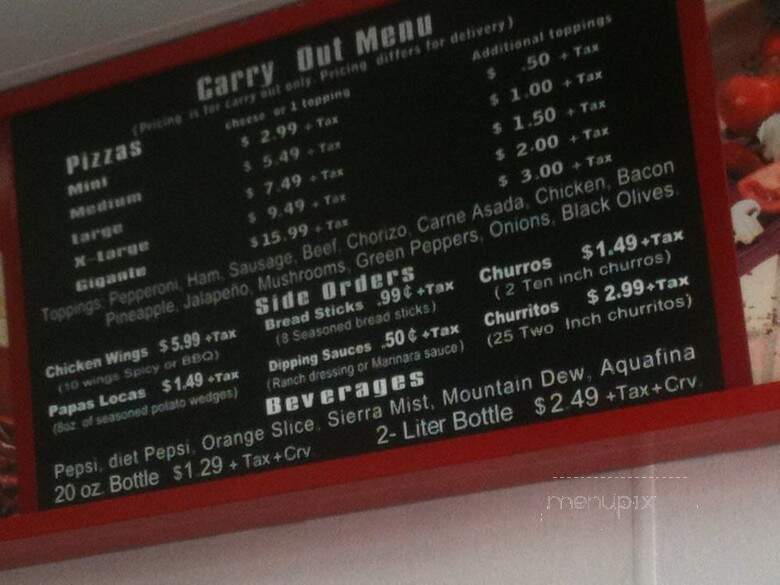 Carry Out Menu
(Pricing is for carry out only. Pricing differs for delivery)
Pizzas cheese or 1 topping Additional toppings
Mini $ 2.99 + Tax $ .50 + Tax
Medium $ 5.49 + Tax $ 1.00 + Tax
Large $ 7.49 + Tax $ 1.50 + Tax
X-Large $ 9.49 + Tax $ 2.00 + Tax
Gigante $15.99 + Tax $ 3.00 + Tax
Toppings: Pepperoni, Ham, Sausage, Beef, Chorizo, Carne Asada, Chicken, Bacon
Pineapple, Jalapeño, Mushrooms, Green Peppers, Onions, Black Olives.
Side Orders
Chicken Wings $5.99 +Tax
(10 wings Spicy or BBQ)
Papas Locas $1.49 +Tax
(8oz. of seasoned potato wedges)
Bread Sticks .99¢ +Tax
(8 Seasoned bread sticks)
Dipping Sauces .50¢ +Tax
(Ranch dressing or Marinara sauce)
Churros $1.49 +Tax
(2 Ten inch churros)
Churritos $ 2.99+Tax
(25 Two Inch churritos)
Beverages
Pepsi, diet Pepsi, Orange Slice, Sierra Mist, Mountain Dew, Aquafina
20 oz. Bottle $1.29 + Tax+Crv 2- Liter Bottle $2.49 +Tax+Crv
menupix